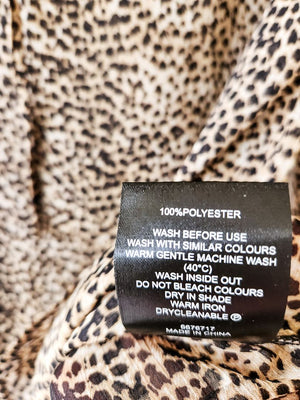 100%POLYESTER
WASH BEFORE USE
WASH WITH SIMILAR COLOURS
WARM GENTLE MACHINE WASH
(40°C)
WASH INSIDE OUT
DO NOT BLEACH COLOURS
DRY IN SHADE
WARM IRON
DRYCLEANABLE Ⓟ
5676717
MADE IN CHINA